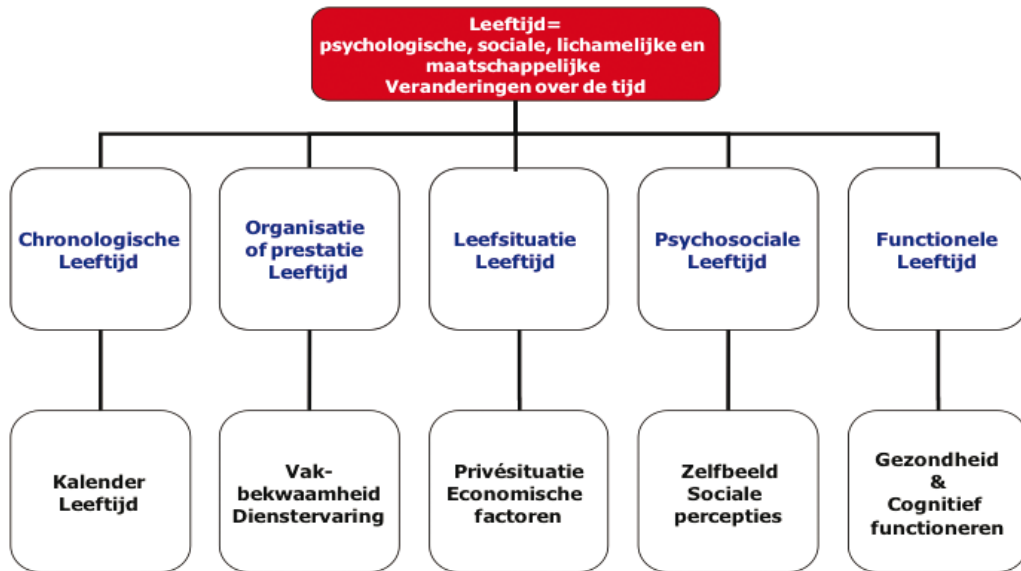 Leeftijd=
psychologische, sociale, lichamelijke en
maatschappelijke
Veranderingen over de tijd
Chronologische
Leeftijd
Organisatie
of prestatie
Leeftijd
Leefsituatie
Leeftijd
Psychosociale
Leeftijd
Functionele
Leeftijd
Kalender
Leeftijd
Vak-
bekwaamheid
Dienstervaring
Privésituatie
Economische
factoren
Zelfbeeld
Sociale
percepties
Gezondheid
&
Cognitief
functioneren